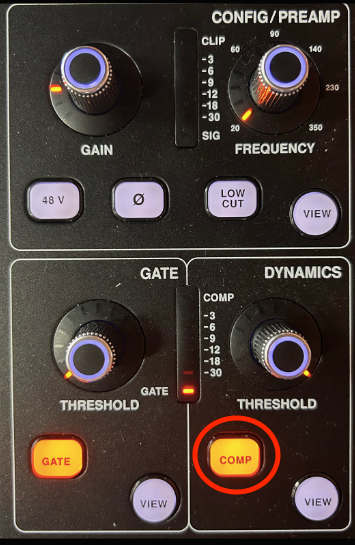 CONFIG/PREAMP
CLIP
-3
-6
-9
-12
-18
-30
SIG
GAIN
20
60
90
140
230
350
FREQUENCY
48 V
Ø
LOW
CUT
VIEW
GATE
DYNAMICS
COMP
-3
-6
-9
-12
-18
-30
GATE
THRESHOLD
THRESHOLD
GATE
VIEW
COMP
VIEW